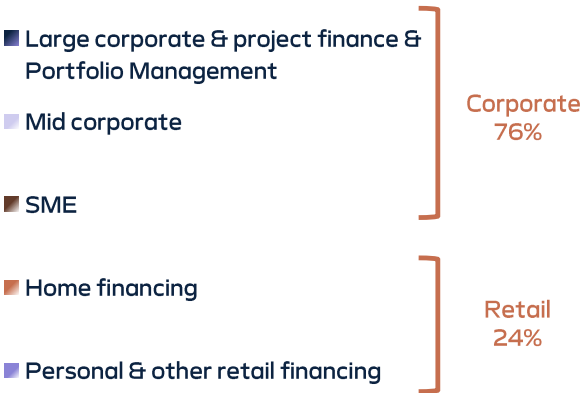 Large corporate & project finance &
Portfolio Management
Mid corporate
SME
Corporate
76%
Home financing
Personal & other retail financing
Retail
24%